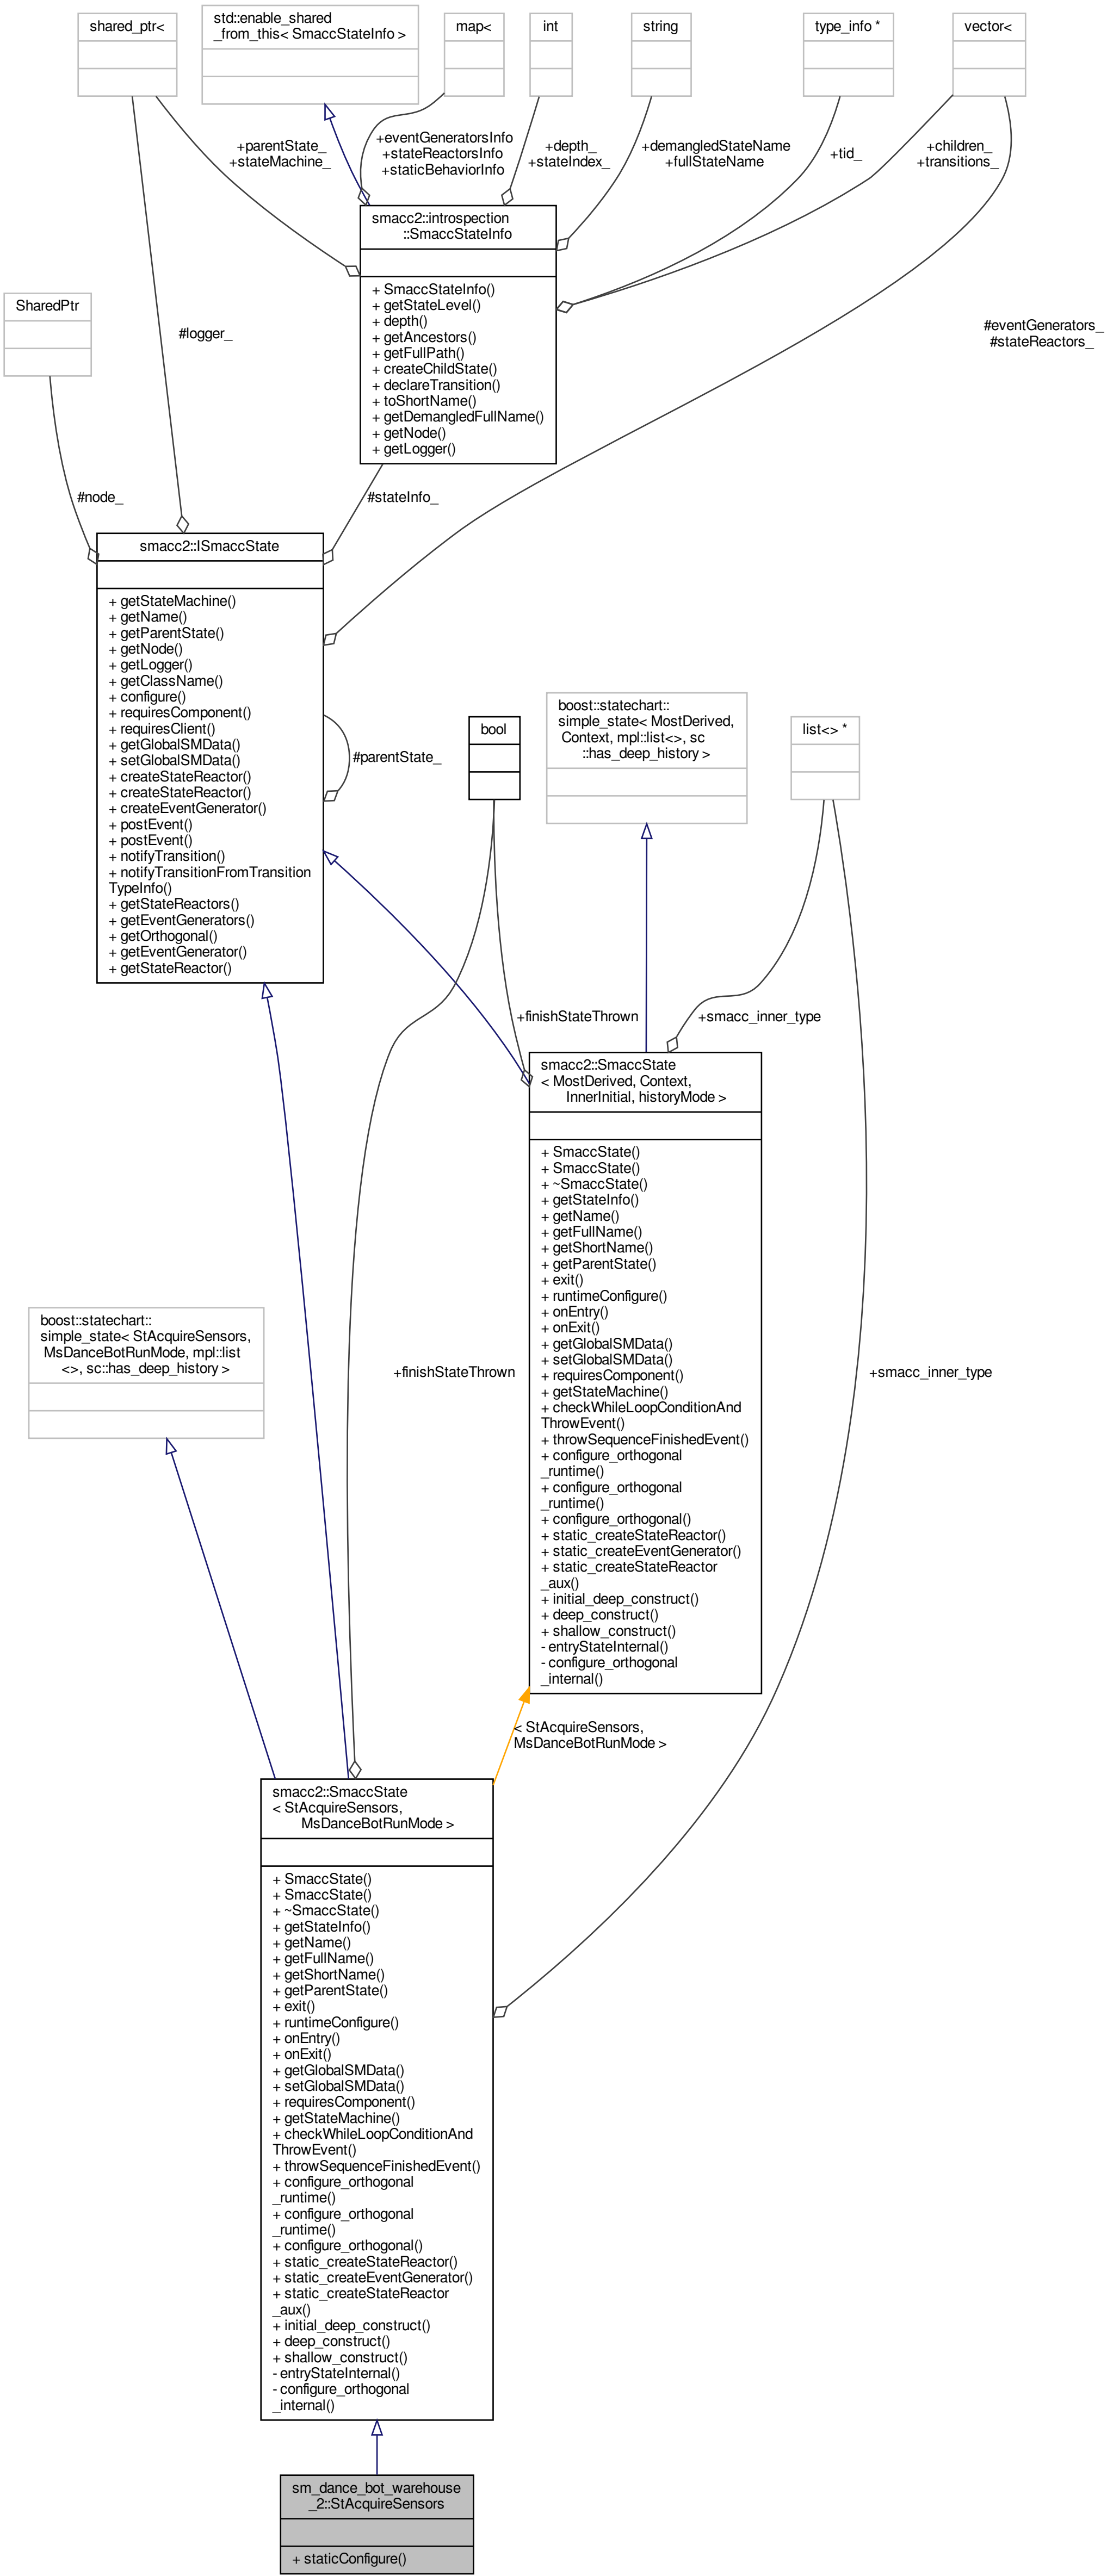 shared_ptr<
std::enable_shared
_from_this< SmaccStateInfo >
map<
int
string
type_info *
vector<
+parentState_
+stateMachine_
+eventGeneratorsInfo
+stateReactorsInfo
+staticBehaviorInfo
+depth_
+stateIndex_
+demangledStateName
+fullStateName
+tid_
+children_
+transitions_
smacc2::introspection
::SmaccStateInfo
+ SmaccStateInfo()
+ getStateLevel()
+ depth()
+ getAncestors()
+ getFullPath()
+ createChildState()
+ declareTransition()
+ toShortName()
+ getDemangledFullName()
+ getNode()
+ getLogger()
SharedPtr
#logger_
#eventGenerators_
#stateReactors_
#node_
#stateInfo_
smacc2::ISmaccState
+ getStateMachine()
+ getName()
+ getParentState()
+ getNode()
+ getLogger()
+ getClassName()
+ configure()
+ requiresComponent()
+ requiresClient()
+ getGlobalSMData()
+ setGlobalSMData()
+ createStateReactor()
+ createStateReactor()
+ createEventGenerator()
+ postEvent()
+ postEvent()
+ notifyTransition()
+ notifyTransitionFromTransition
TypeInfo()
+ getStateReactors()
+ getEventGenerators()
+ getOrthogonal()
+ getEventGenerator()
+ getStateReactor()
#parentState_
bool
boost::statechart::
simple_state< MostDerived,
Context, mpl::list<>, sc
::has_deep_history >
list<> *
+finishStateThrown
+smacc_inner_type
smacc2::SmaccState
< MostDerived, Context,
InnerInitial, historyMode >
+ SmaccState()
+ SmaccState()
+ ~SmaccState()
+ getStateInfo()
+ getName()
+ getFullName()
+ getShortName()
+ getParentState()
+ exit()
+ runtimeConfigure()
+ onEntry()
+ onExit()
+ getGlobalSMData()
+ setGlobalSMData()
+ requiresComponent()
+ getStateMachine()
+ checkWhileLoopConditionAnd
ThrowEvent()
+ throwSequenceFinishedEvent()
+ configure_orthogonal
_runtime()
+ configure_orthogonal
_runtime()
+ configure_orthogonal()
+ static_createStateReactor()
+ static_createEventGenerator()
+ static_createStateReactor
_aux()
+ initial_deep_construct()
+ deep_construct()
+ shallow_construct()
- entryStateInternal()
- configure_orthogonal
_internal()
boost::statechart::
simple_state< StAcquireSensors,
MsDanceBotRunMode, mpl::list
<>, sc::has_deep_history >
+finishStateThrown
+smacc_inner_type
< StAcquireSensors,
MsDanceBotRunMode >
smacc2::SmaccState
< StAcquireSensors,
MsDanceBotRunMode >
+ SmaccState()
+ SmaccState()
+ ~SmaccState()
+ getStateInfo()
+ getName()
+ getFullName()
+ getShortName()
+ getParentState()
+ exit()
+ runtimeConfigure()
+ onEntry()
+ onExit()
+ getGlobalSMData()
+ setGlobalSMData()
+ requiresComponent()
+ getStateMachine()
+ checkWhileLoopConditionAnd
ThrowEvent()
+ throwSequenceFinishedEvent()
+ configure_orthogonal
_runtime()
+ configure_orthogonal
_runtime()
+ configure_orthogonal()
+ static_createStateReactor()
+ static_createEventGenerator()
+ static_createStateReactor
_aux()
+ initial_deep_construct()
+ deep_construct()
+ shallow_construct()
- entryStateInternal()
- configure_orthogonal
_internal()
sm_dance_bot_warehouse
_2::StAcquireSensors
+ staticConfigure()